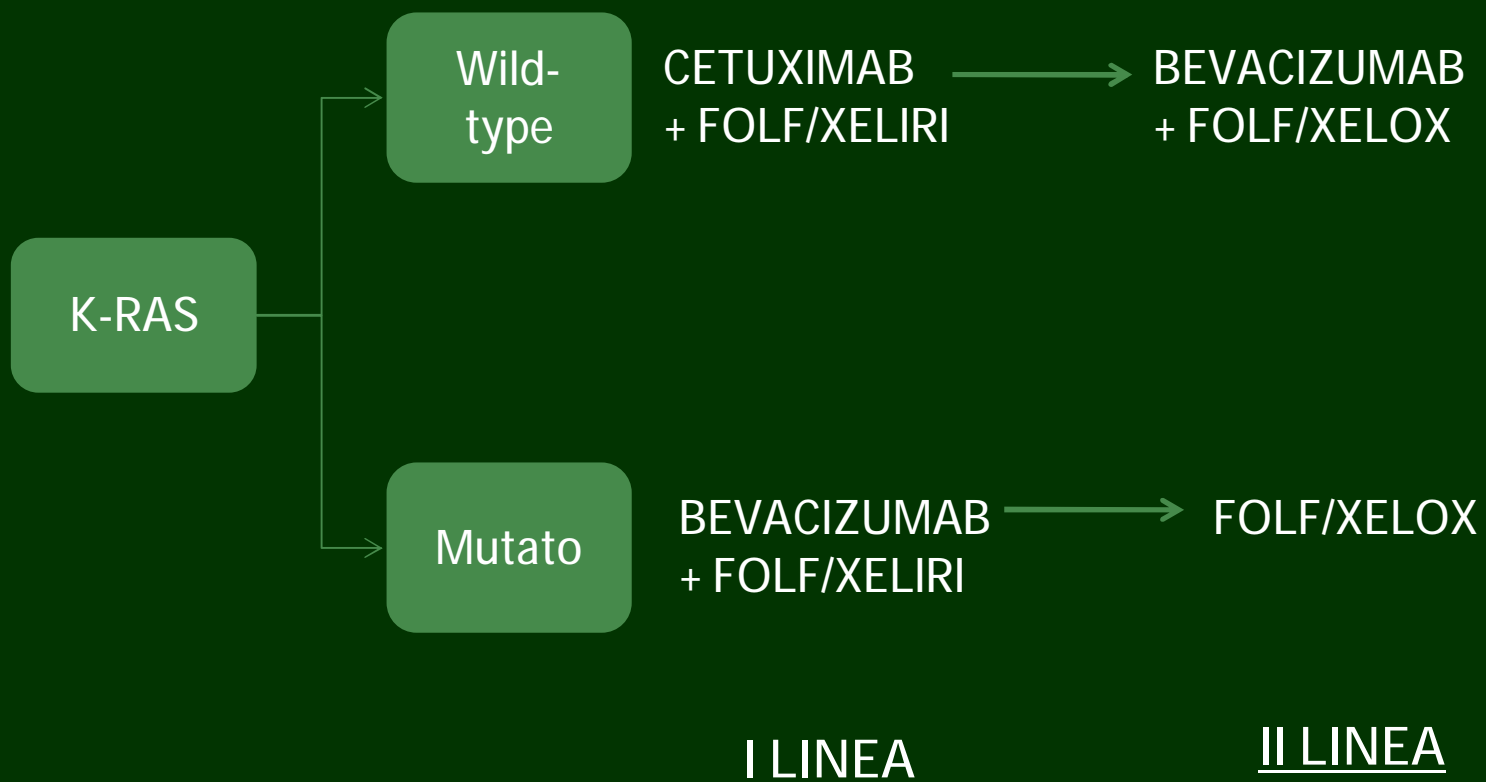 K-RAS
Wild-
type
CETUXIMAB
+ FOLF/XELIRI
BEVACIZUMAB
+ FOLF/XELOX
Mutato
BEVACIZUMAB
+ FOLF/XELIRI
FOLF/XELOX
I LINEA
II LINEA